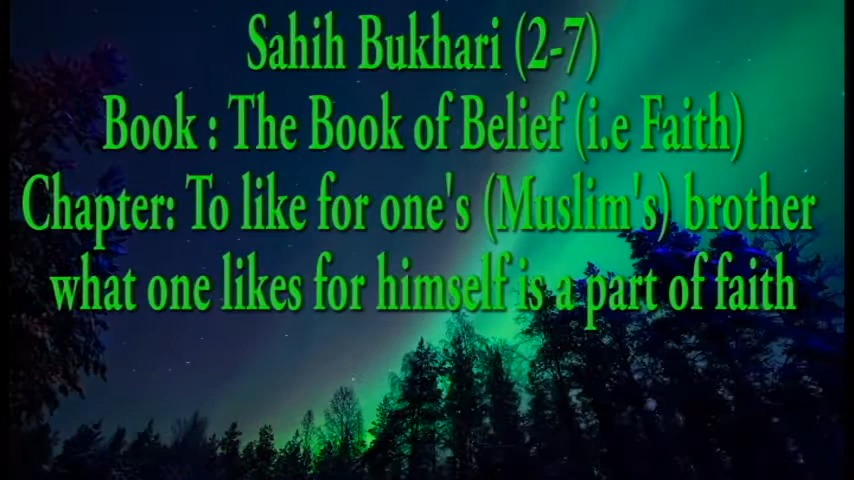 Sahih Bukhari (2-7)
Book : The Book of Belief (i.e Faith)
Chapter: To like for one's (Muslim's) brother
what one likes for himself is a part of faith